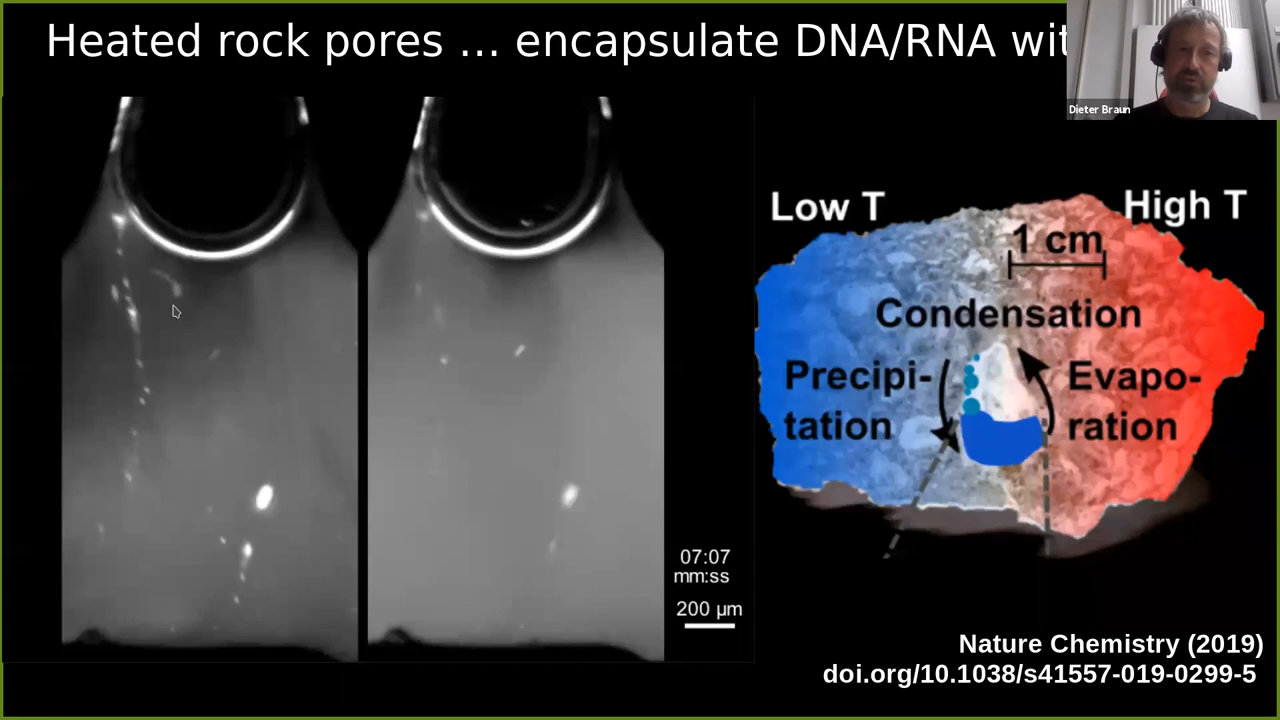 Heated rock pores ... encapsulate DNA/RNA wit
Dieter Braun
Low T
High T
1 cm
Condensation
Precipi-
tation
Evapo-
ration
07:07
mm:ss
200 µm
Nature Chemistry (2019)
doi.org/10.1038/s41557-019-0299-5